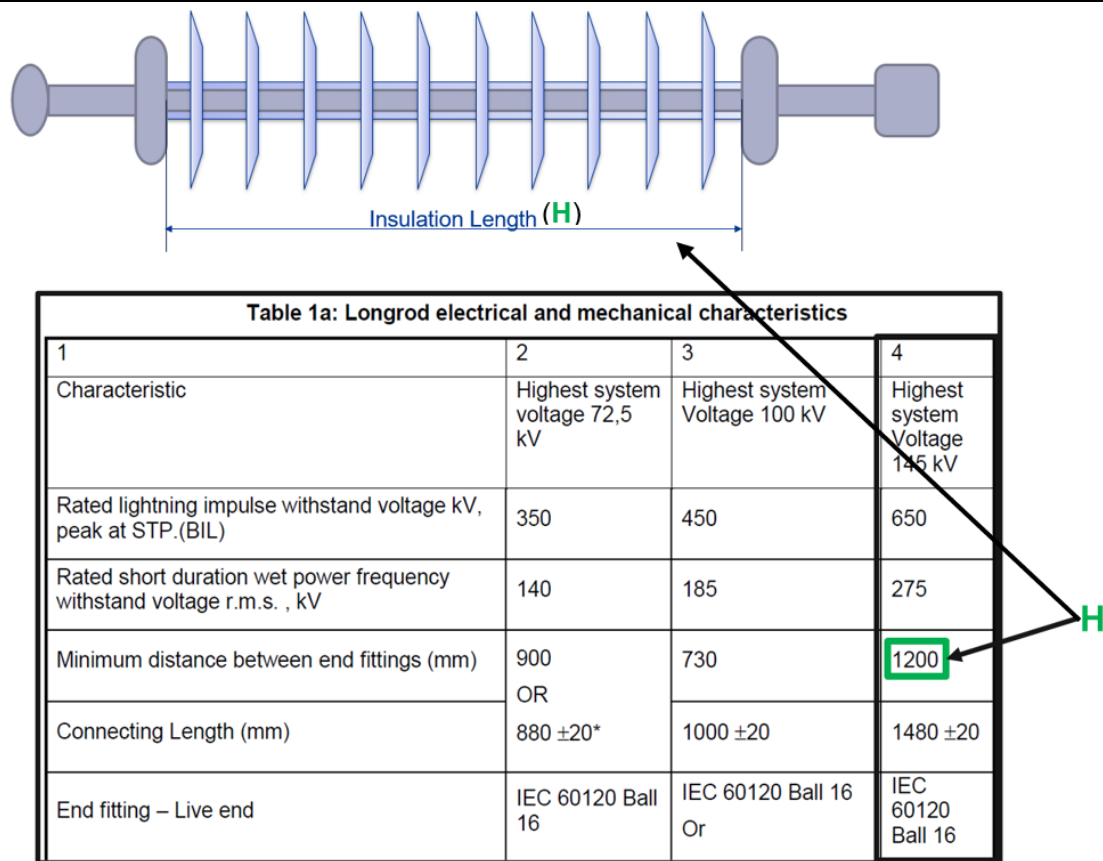 Insulation Length (H)
Table 1a: Longrod electrical and mechanical characteristics
1 2 3 4
Characteristic
Highest system
voltage 72,5
kV
Highest system
Voltage 100 kV
Highest
system
Voltage
145 kV
Rated lightning impulse withstand voltage kV,
peak at STP.(BIL)
350 450 650
Rated short duration wet power frequency
withstand voltage r.m.s. , kV
140 185 275
H
Minimum distance between end fittings (mm)
900
OR
730 1200
Connecting Length (mm) 880 ±20* 1000 ±20 1480 ±20
End fitting – Live end
IEC 60120 Ball
16
IEC 60120 Ball 16
Or
IEC
60120
Ball 16